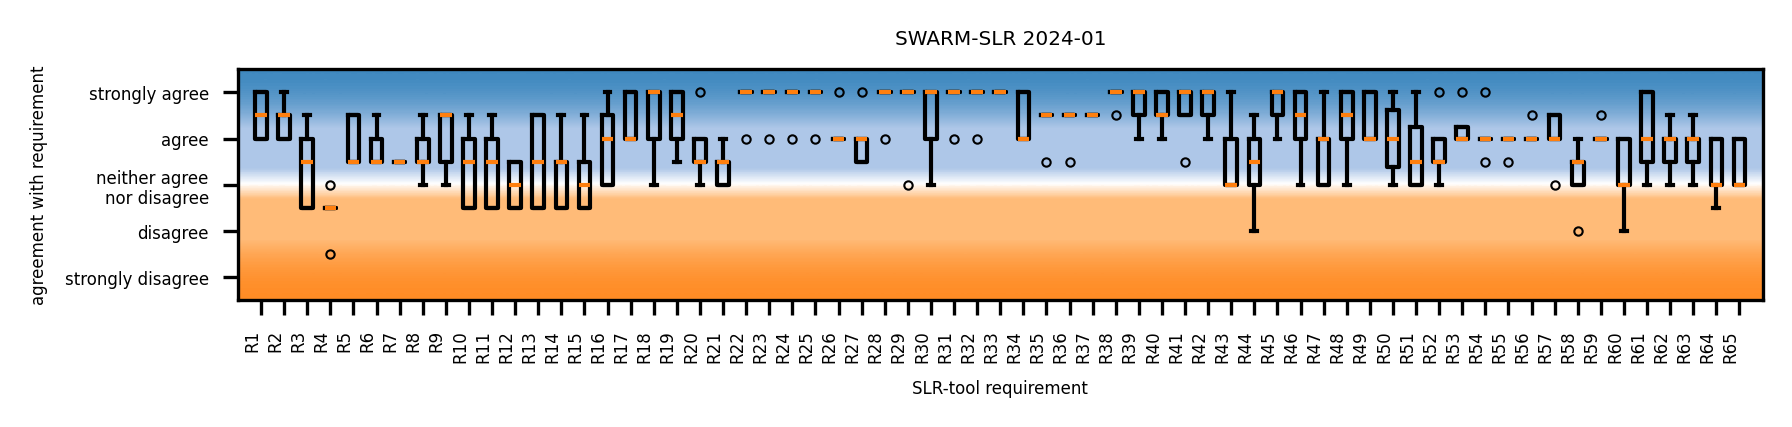 SWARM-SLR 2024-01
agreement with requirement
strongly agree
agree
neither agree
nor disagree
disagree
strongly disagree
R1
R2
R3
R4
R5
R6
R7
R8
R9
R10
R11
R12
R13
R14
R15
R16
R17
R18
R19
R20
R21
R22
R23
R24
R25
R26
R27
R28
R29
R30
R31
R32
R33
R34
R35
R36
R37
R38
R39
R40
R41
R42
R43
R44
R45
R46
R47
R48
R49
R50
R51
R52
R53
R54
R55
R56
R57
R58
R59
R60
R61
R62
R63
R64
R65
SLR-tool requirement